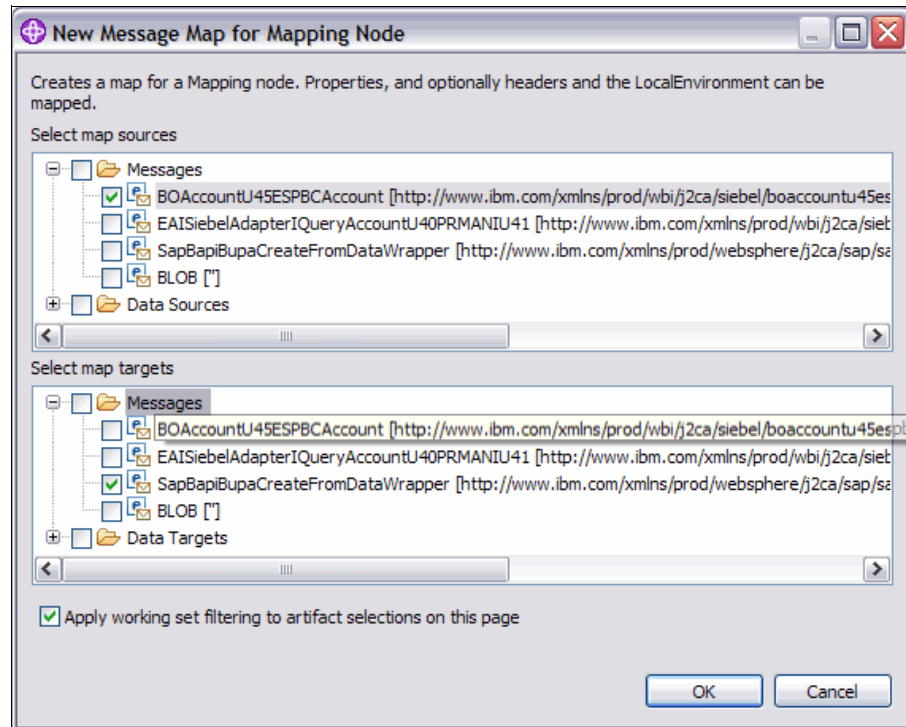 New Message Map for Mapping Node
Creates a map for a Mapping node. Properties, and optionally headers and the LocalEnvironment can be
mapped.
Select map sources
Messages
BOAccountU45ESPBCAccount [http://www.ibm.com/xmlns/prod/wbi/j2ca/siebel/boaccountu45es
EAISiebelAdapterIQueryAccountU40PRMANIU41 [http://www.ibm.com/xmlns/prod/wbi/j2ca/sieb
SapBapiBupaCreateFromDataWrapper [http://www.ibm.com/xmlns/prod/websphere/j2ca/sap/sa
BLOB ['']
Data Sources
Select map targets
Messages
BOAccountU45ESPBCAccount [http://www.ibm.com/xmlns/prod/wbi/j2ca/siebel/boaccountu45espb
EAISiebelAdapterIQueryAccountU40PRMANIU41 [http://www.ibm.com/xmlns/prod/wbi/j2ca/sieb
SapBapiBupaCreateFromDataWrapper [http://www.ibm.com/xmlns/prod/websphere/j2ca/sap/sa
BLOB ['']
Data Targets
Apply working set filtering to artifact selections on this page
OK Cancel